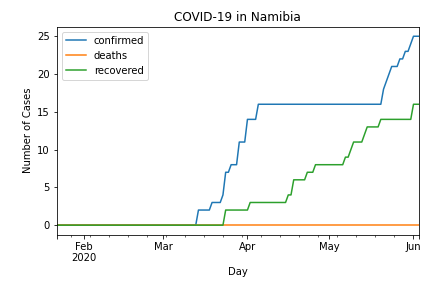 COVID-19 in Namibia
confirmed
deaths
recovered
Number of Cases
25
20
15
10
5
0
Feb
2020
Mar
Apr
May
Jun
Day